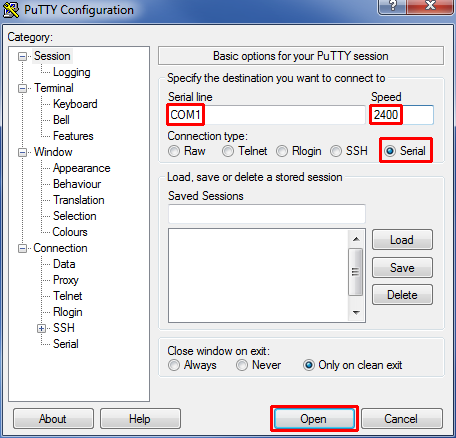 PuTTY Configuration
?
Category:
Session
Logging
Terminal
Keyboard
Bell
Features
Window
Appearance
Behaviour
Translation
Selection
Colours
Connection
Data
Proxy
Telnet
Rlogin
SSH
Serial
Basic options for your PuTTY session
Specify the destination you want to connect to
Serial line Speed
COM1 2400
Connection type:
Raw Telnet Rlogin SSH Serial
Load, save or delete a stored session
Saved Sessions
Load
Save
Delete
Close window on exit:
Always Never Only on clean exit
About Help Open Cancel